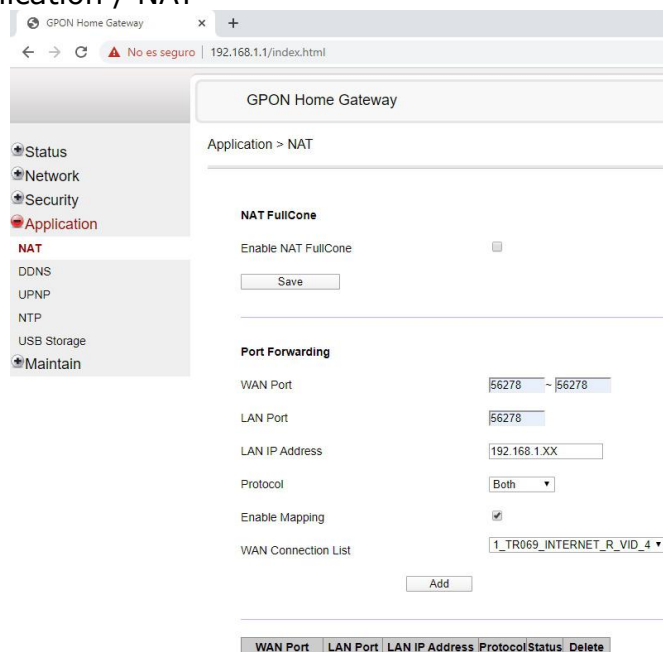 lication / NAT
GPON Home Gateway × +
← → C No es seguro | 192.168.1.1/index.html
GPON Home Gateway
Application > NAT
Status
Network
Security
Application
NAT
DDNS
UPNP
NTP
USB Storage
Maintain
NAT FullCone
Enable NAT FullCone
Save
Port Forwarding
WAN Port 56278 ~ 56278
LAN Port 56278
LAN IP Address 192.168.1.XX
Protocol Both
Enable Mapping
WAN Connection List 1_TR069_INTERNET_R_VID_4
Add
WAN Port LAN Port LAN IP Address Protocol Status Delete